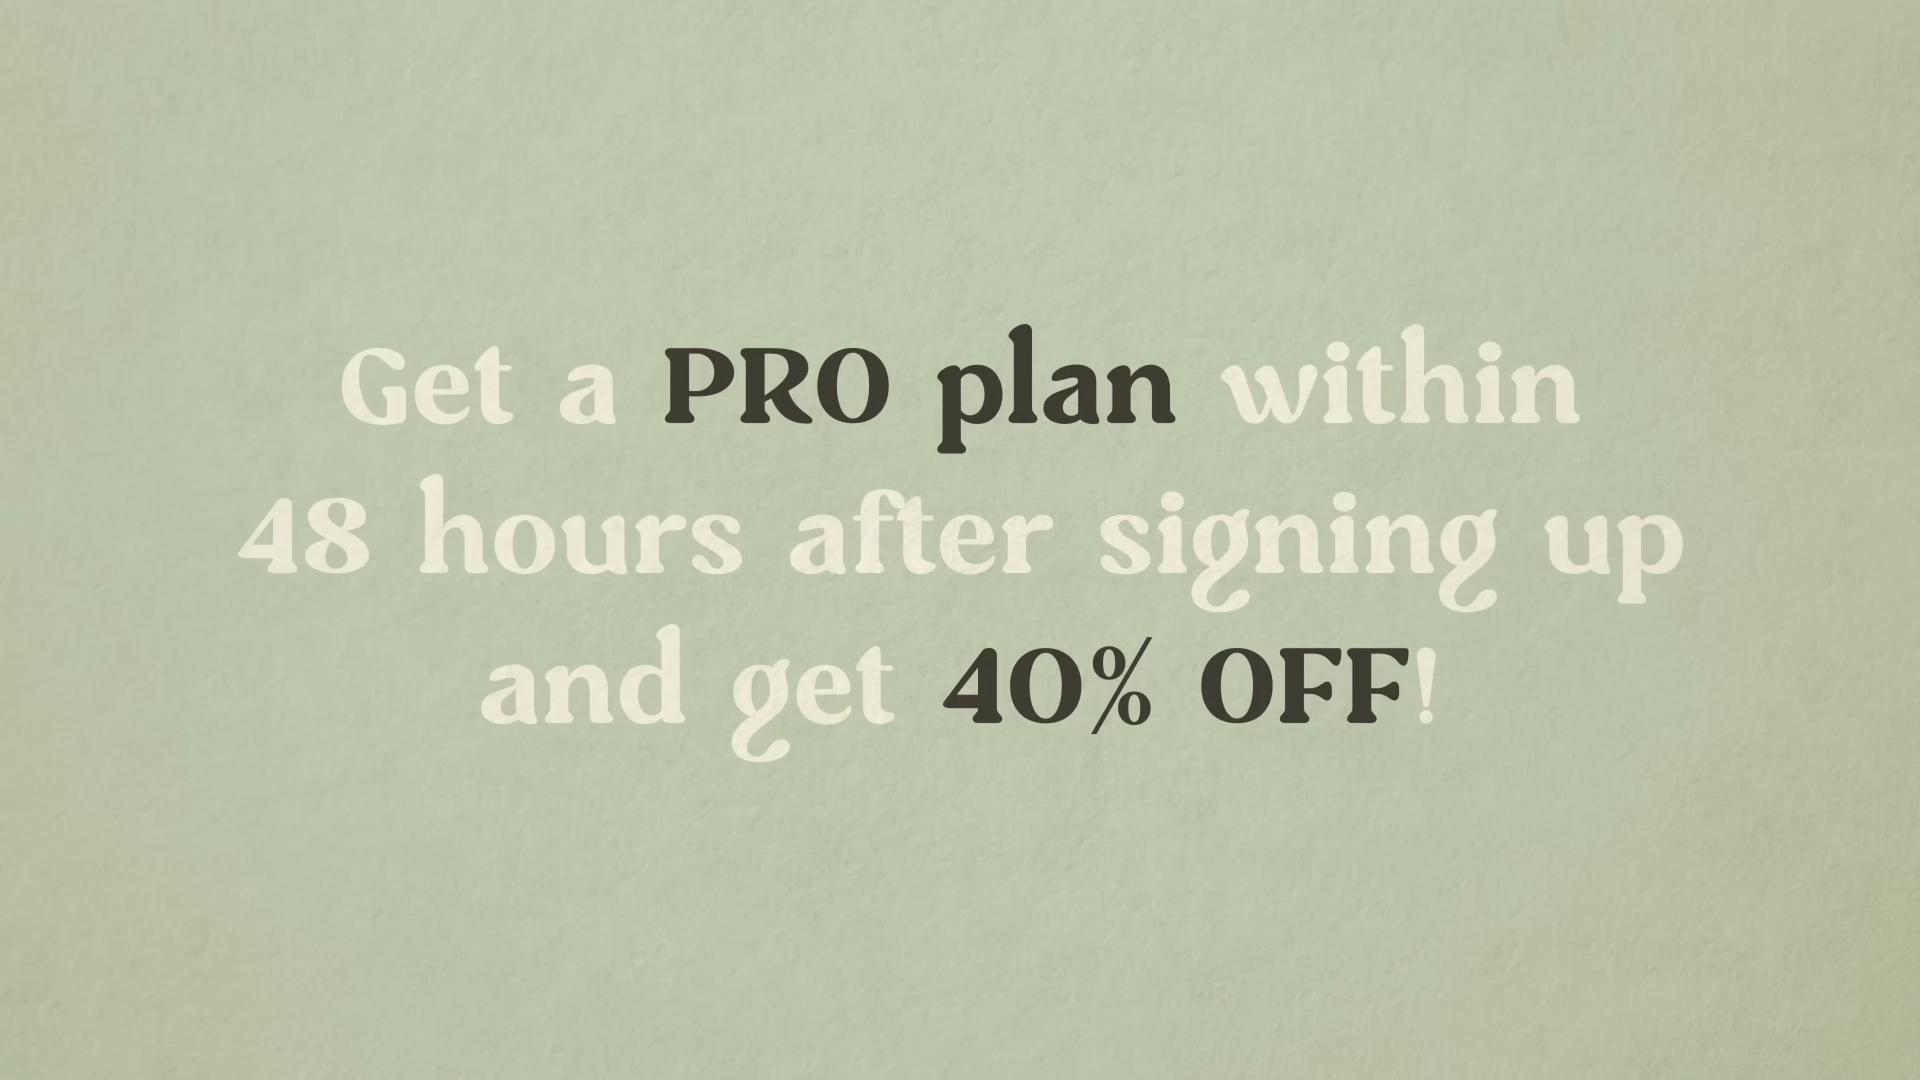 Get a PRO plan within
48 hours after signing up
and get 40% OFF!